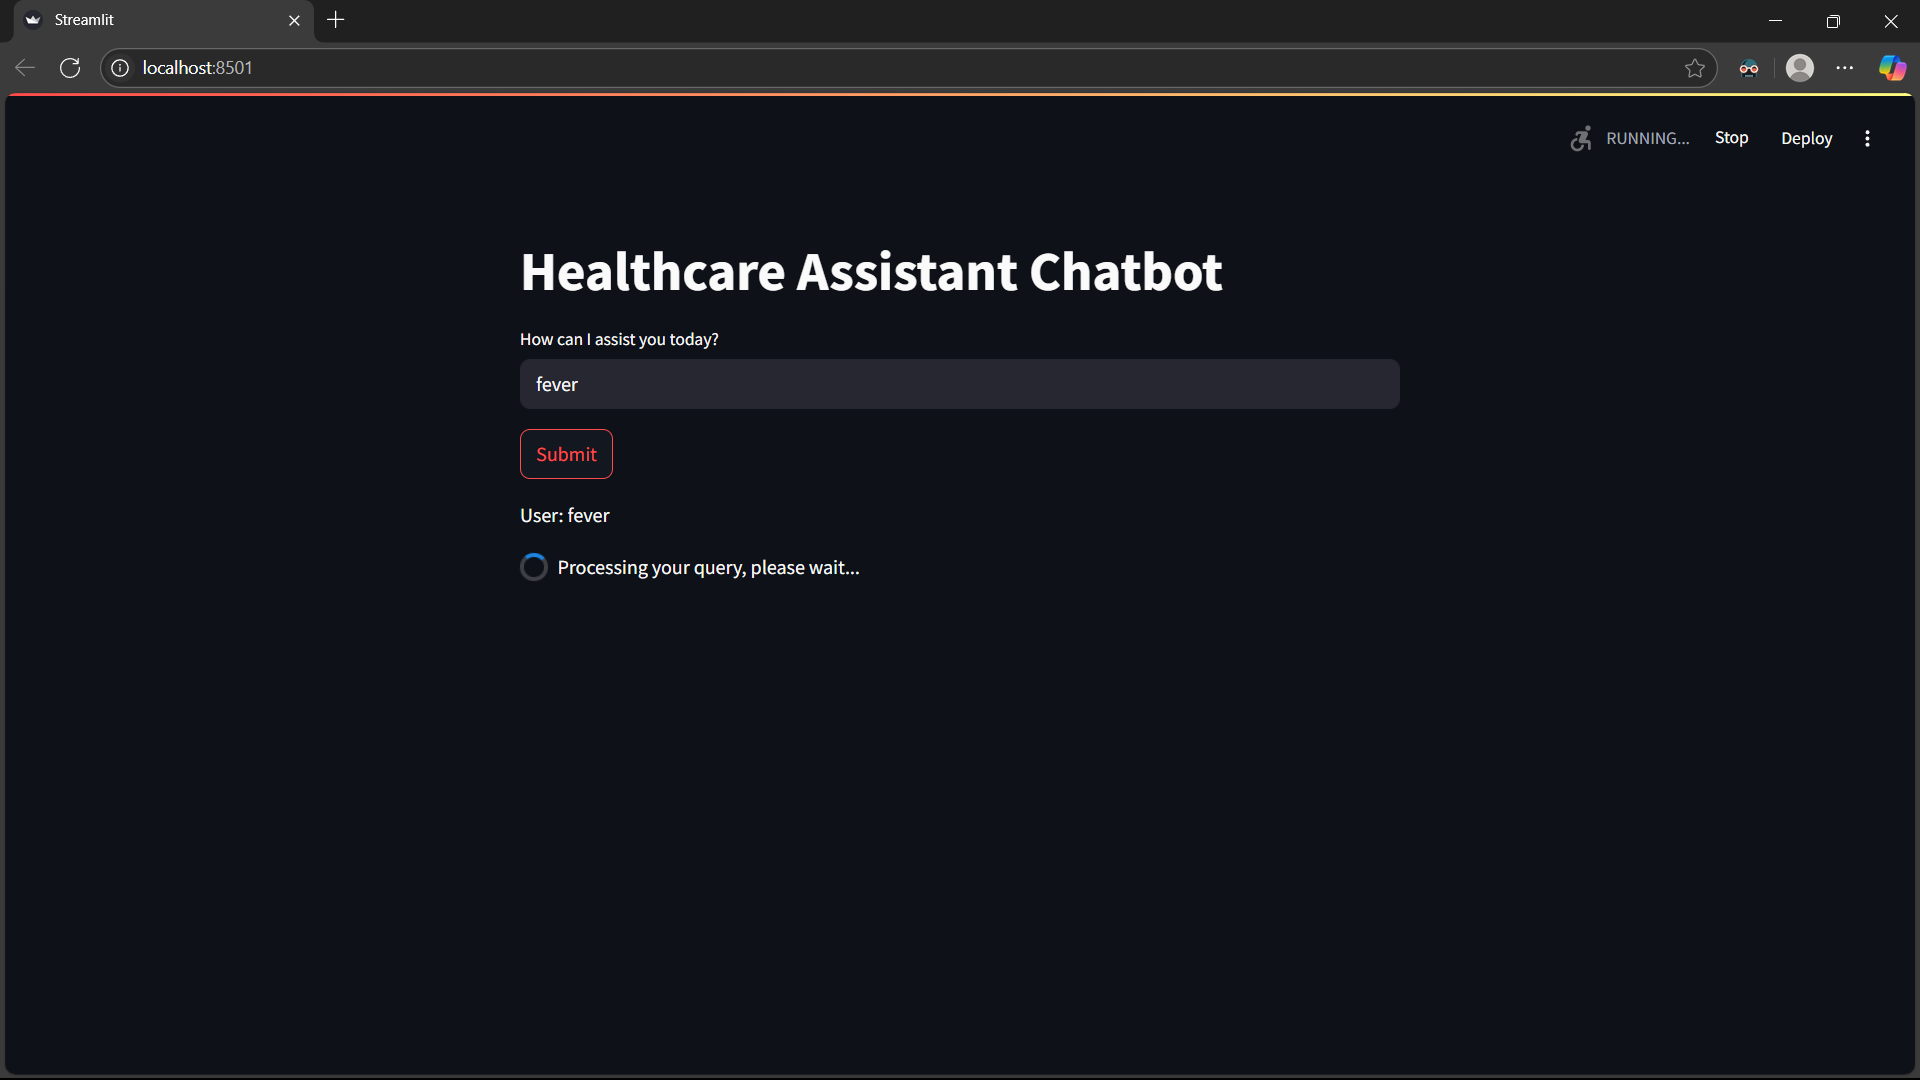 Streamlit
localhost:8501
RUNNING... Stop Deploy
Healthcare Assistant Chatbot
How can I assist you today?
fever
Submit
User: fever
Processing your query, please wait...